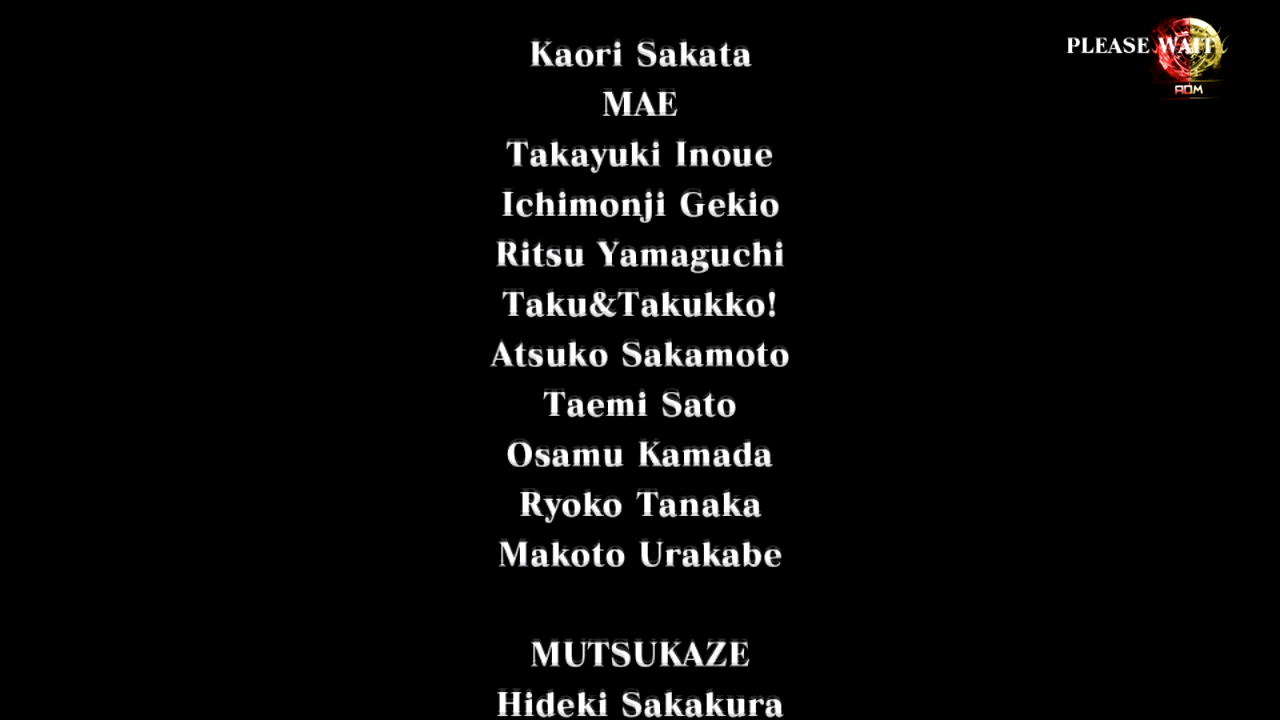 Kaori Sakata
PLEASE WAIT
MAE
AOM
Takayuki Inoue
Ichimonji Gekio
Ritsu Yamaguchi
Taku&Takukko!
Atsuko Sakamoto
Taemi Sato
Osamu Kamada
Ryoko Tanaka
Makoto Urakabe
MUTSUKAZE
Hideki Sakakura